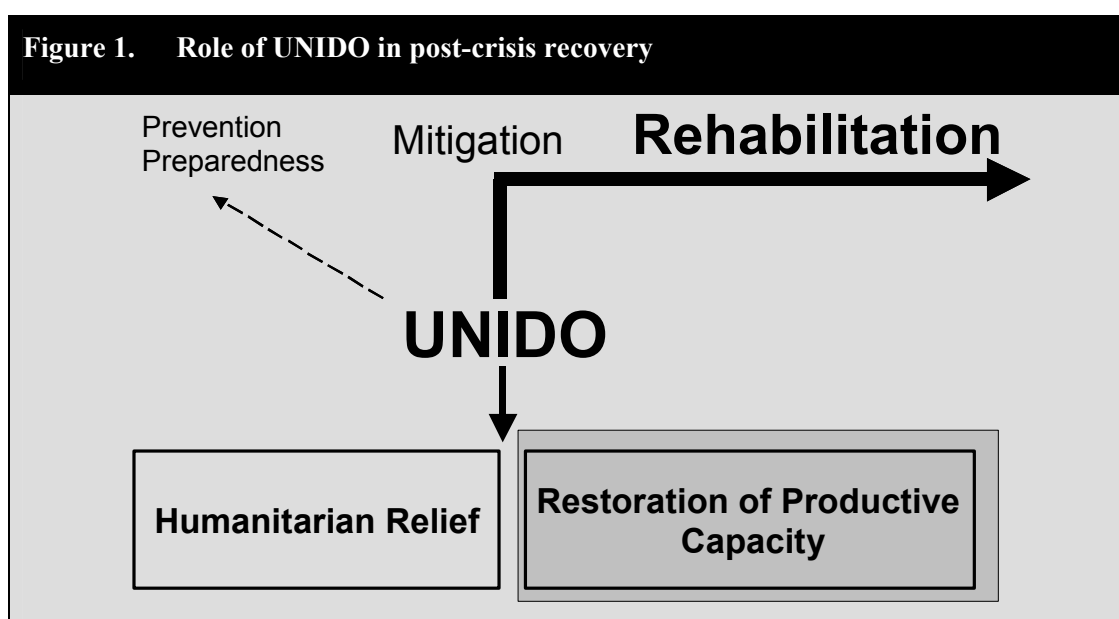 Figure 1. Role of UNIDO in post-crisis recovery
Prevention
Preparedness
Mitigation
Rehabilitation
UNIDO
Humanitarian Relief
Restoration of Productive
Capacity